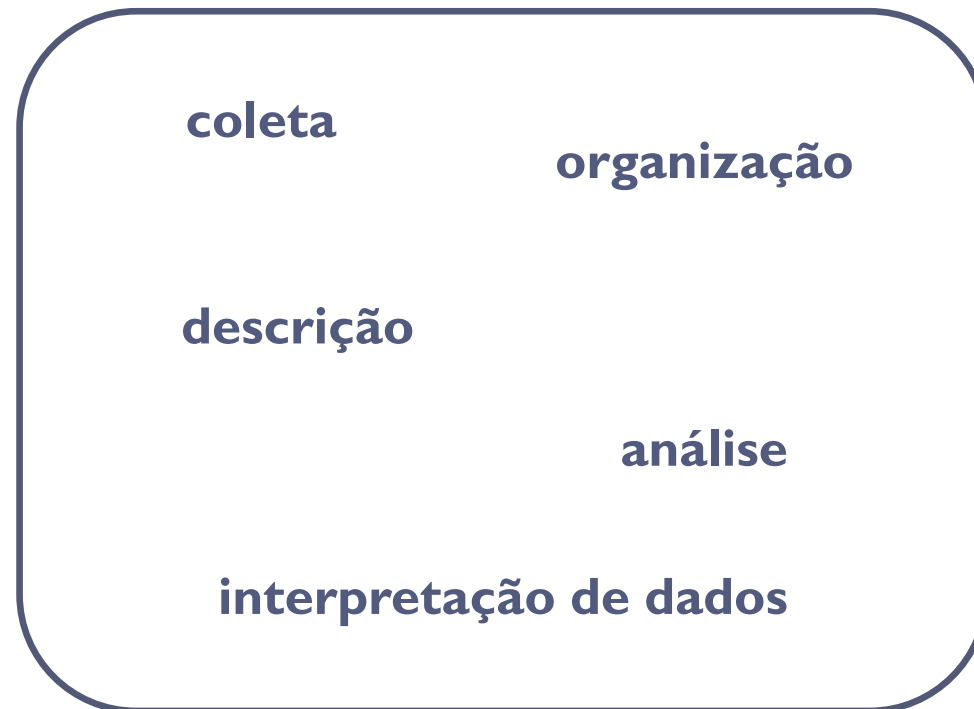 coleta
organização
descrição
análise
interpretação de dados